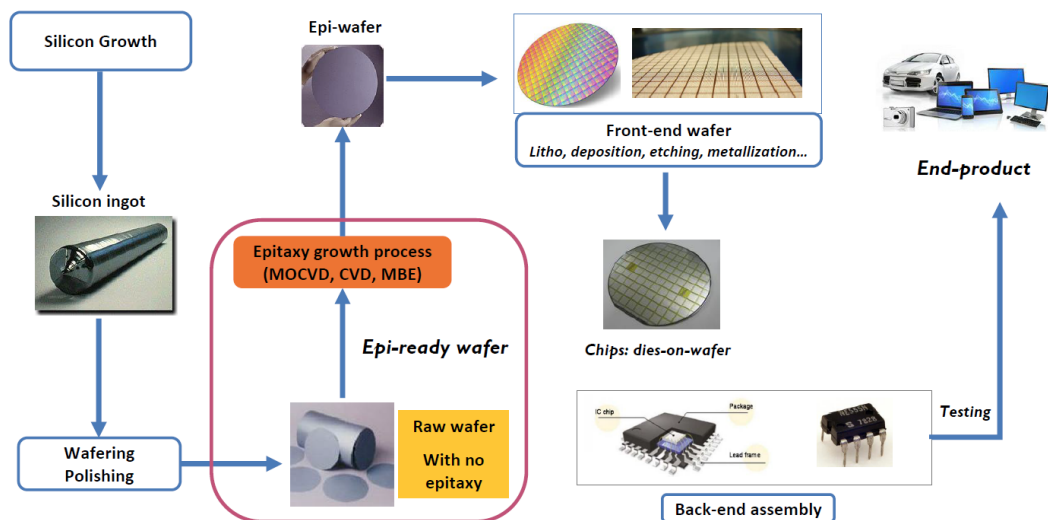 Silicon Growth
Silicon ingot
Wafering
Polishing
Raw wafer
With no
epitaxy
Epi-ready wafer
Epitaxy growth process
(MOCVD, CVD, MBE)
Epi-wafer
Front-end wafer
Litho, deposition, etching, metallization...
Chips: dies-on-wafer
IC chip
Package
Lead frame
NE555N
Back-end assembly
Testing
End-product